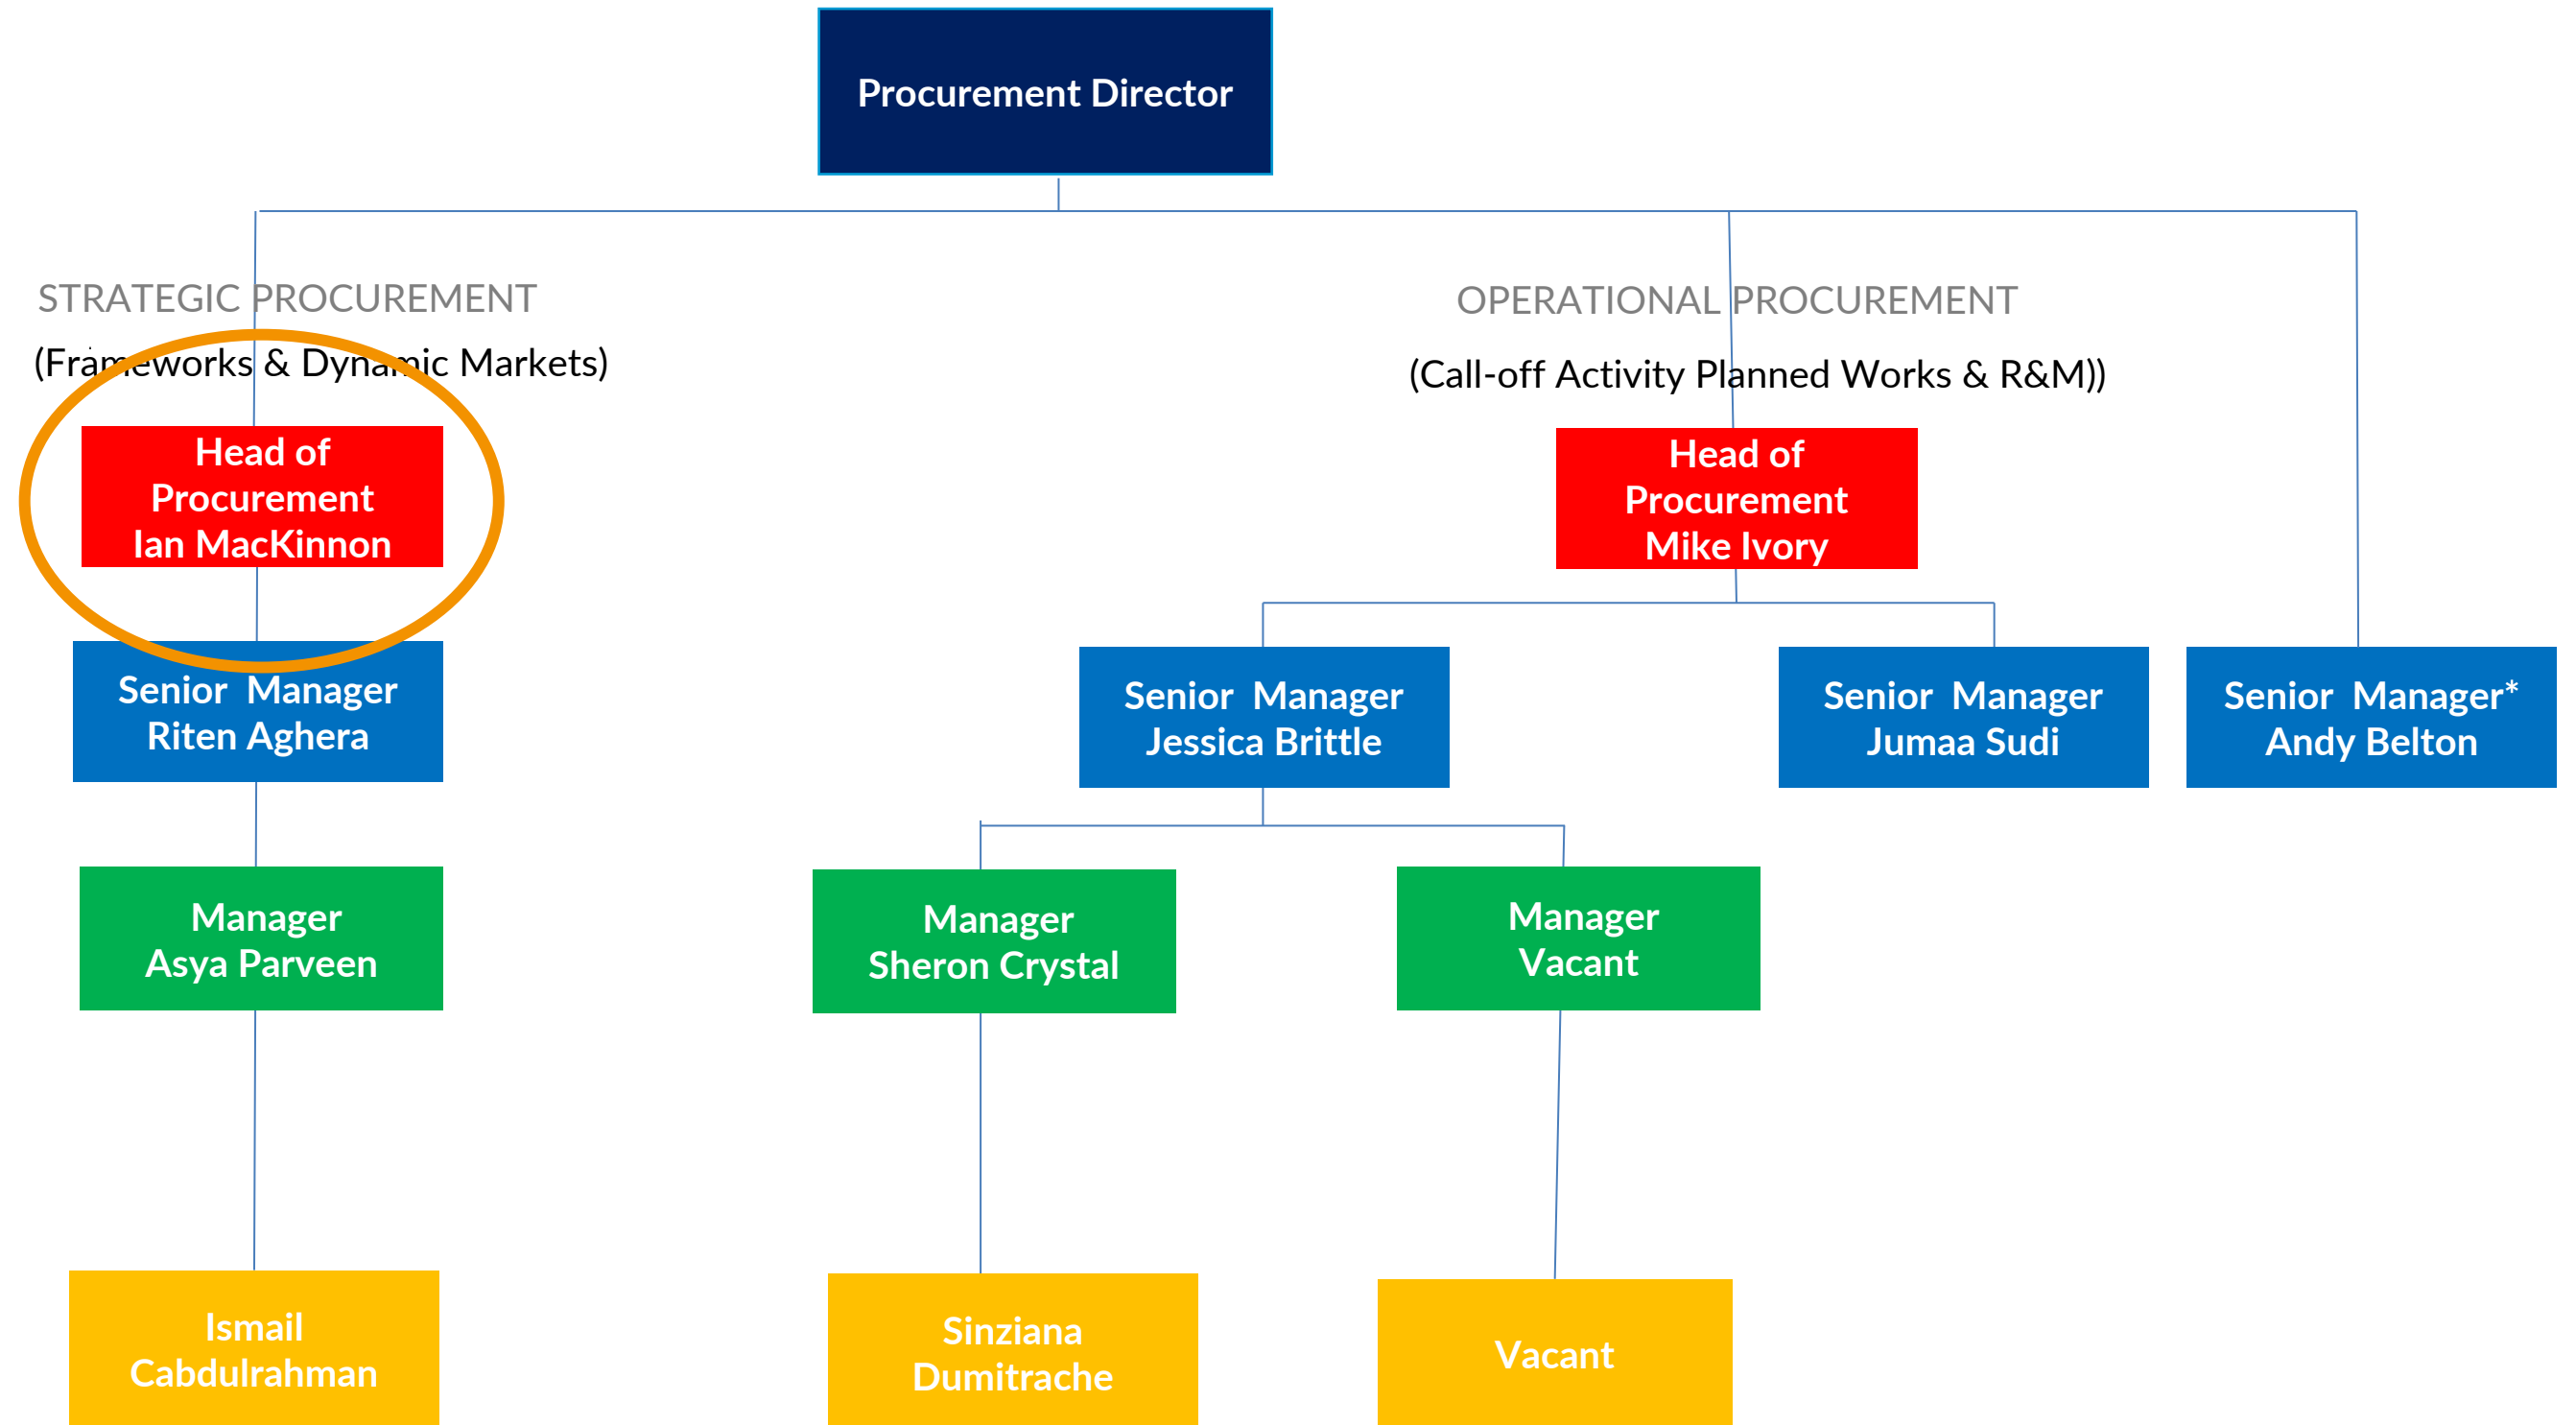 Procurement Director
STRATEGIC PROCUREMENT
(Frameworks & Dynamic Markets)
OPERATIONAL PROCUREMENT
(Call-off Activity Planned Works & R&M))
Head of
Procurement
Ian MacKinnon
Head of
Procurement
Mike Ivory
Senior  Manager
Riten Aghera
Senior  Manager
Jessica Brittle
Senior  Manager
Jumaa Sudi
Senior  Manager*
Andy Belton
Manager
Asya Parveen
Manager
Sheron Crystal
Manager
Vacant
Ismail
Cabdulrahman
Sinziana
Dumitrache
Vacant